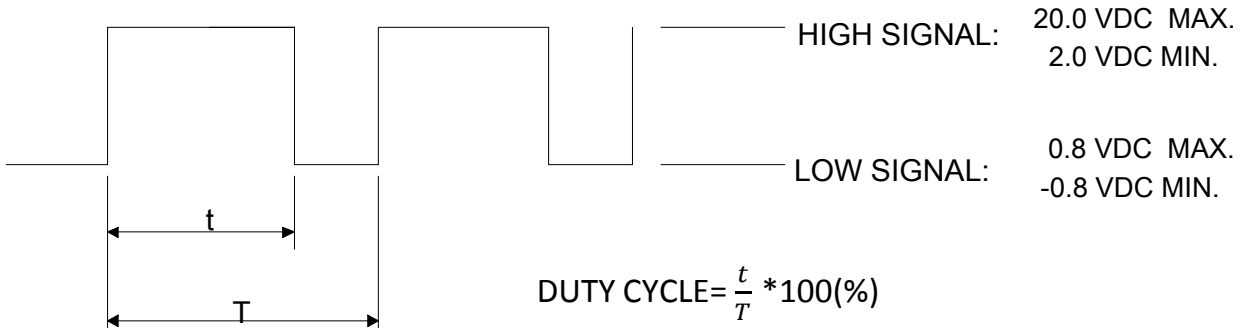 HIGH SIGNAL: 20.0 VDC MAX.
2.0 VDC MIN.
LOW SIGNAL: 0.8 VDC MAX.
-0.8 VDC MIN.
t
T
DUTY CYCLE= \frac{t}{T} *100(%)